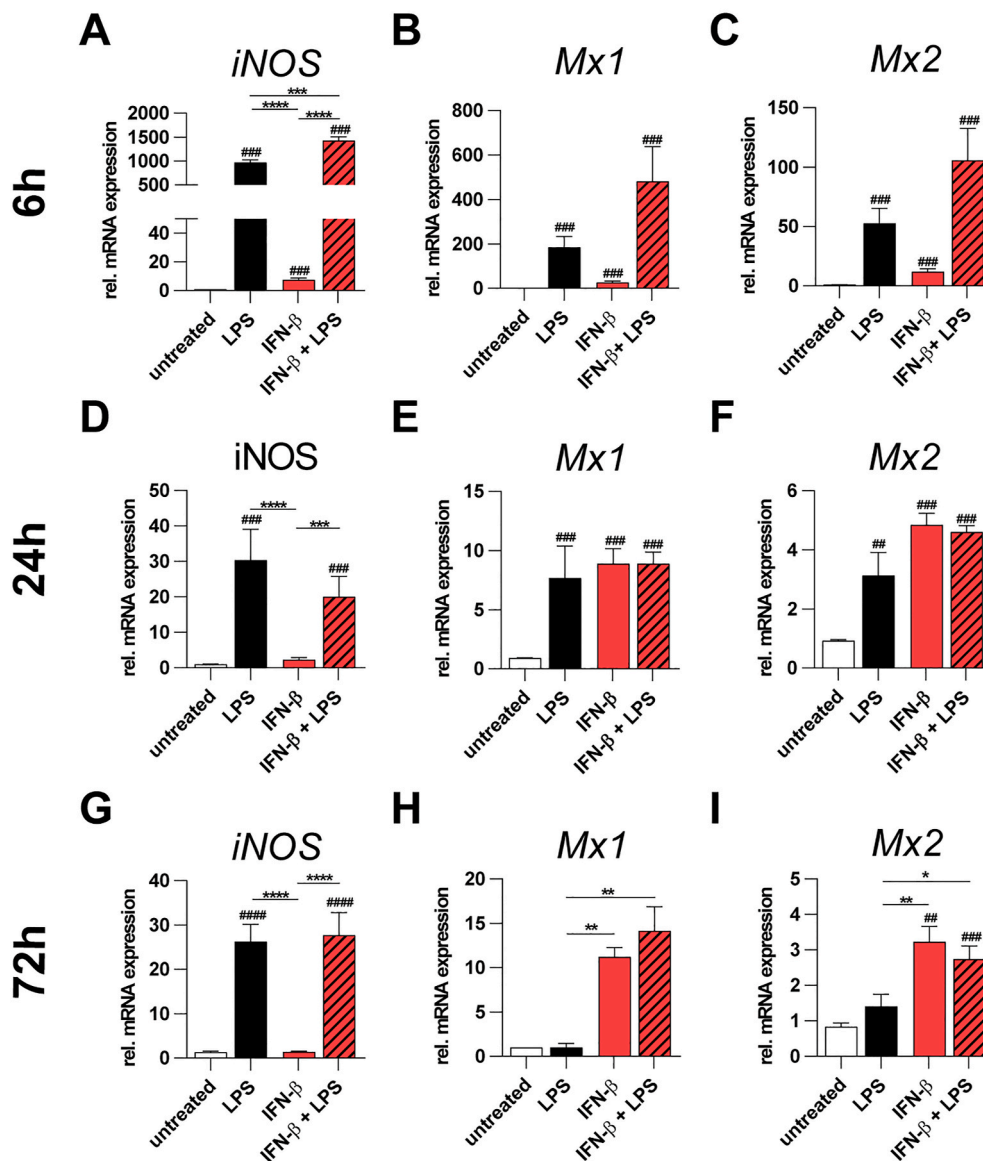 A
iNOS
rel. mRNA expression
2000
1500
1000
500
40
20
0
***
****
****
###
###
###
untreated
LPS
IFN-β
IFN-β + LPS
B
Mx1
rel. mRNA expression
800
600
400
200
0
###
###
###
untreated
LPS
IFN-β
IFN-β+ LPS
C
Mx2
rel. mRNA expression
150
100
50
0
###
###
###
untreated
LPS
IFN-β
IFN-β + LPS
6h
D
iNOS
rel. mRNA expression
50
40
30
20
10
0
****
***
###
###
untreated
LPS
IFN-β
IFN-β + LPS
E
Mx1
rel. mRNA expression
15
10
5
0
###
###
###
untreated
LPS
IFN-β
IFN-β + LPS
F
Mx2
rel. mRNA expression
6
4
2
0
##
###
###
untreated
LPS
IFN-β
IFN-β + LPS
24h
G
iNOS
rel. mRNA expression
40
30
20
10
0
****
****
####
####
untreated
LPS
IFN-β
IFN-β + LPS
H
Mx1
rel. mRNA expression
20
15
10
5
0
**
**
untreated
LPS
IFN-β
IFN-β + LPS
I
Mx2
rel. mRNA expression
5
4
3
2
1
0
*
**
##
###
untreated
LPS
IFN-β
IFN-β + LPS
72h